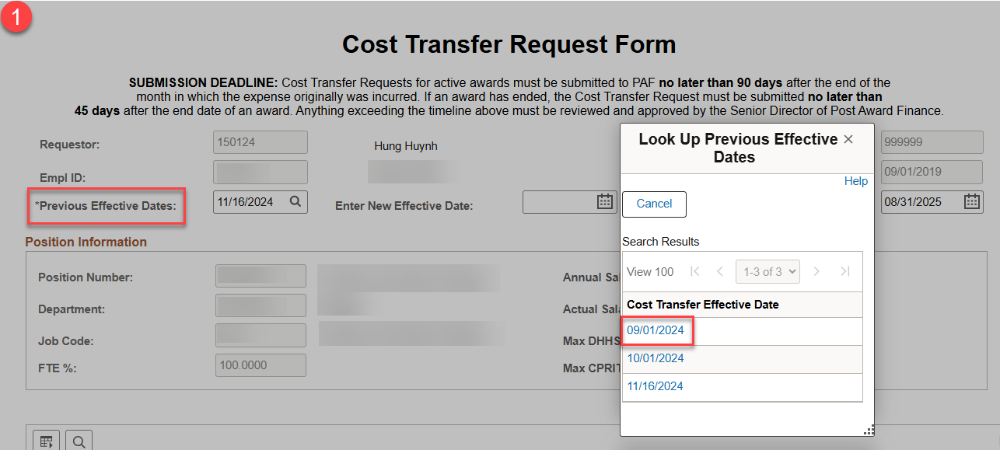 1
Cost Transfer Request Form
SUBMISSION DEADLINE: Cost Transfer Requests for active awards must be submitted to PAF no later than 90 days after the end of the
month in which the expense originally was incurred. If an award has ended, the Cost Transfer Request must be submitted no later than
45 days after the end date of an award. Anything exceeding the timeline above must be reviewed and approved by the Senior Director of Post Award Finance.
Requestor: 150124 Hung Huynh 999999
Empl ID: 09/01/2019
*Previous Effective Dates: 11/16/2024 Enter New Effective Date: 08/31/2025
Position Information
Position Number: Annual Sa
Department: Actual Sala
Job Code: Max DHHS
FTE %: 100.0000 Max CPRIT
Look Up Previous Effective
Dates
Help
Cancel
Search Results
View 100 1-3 of 3
Cost Transfer Effective Date
09/01/2024
10/01/2024
11/16/2024